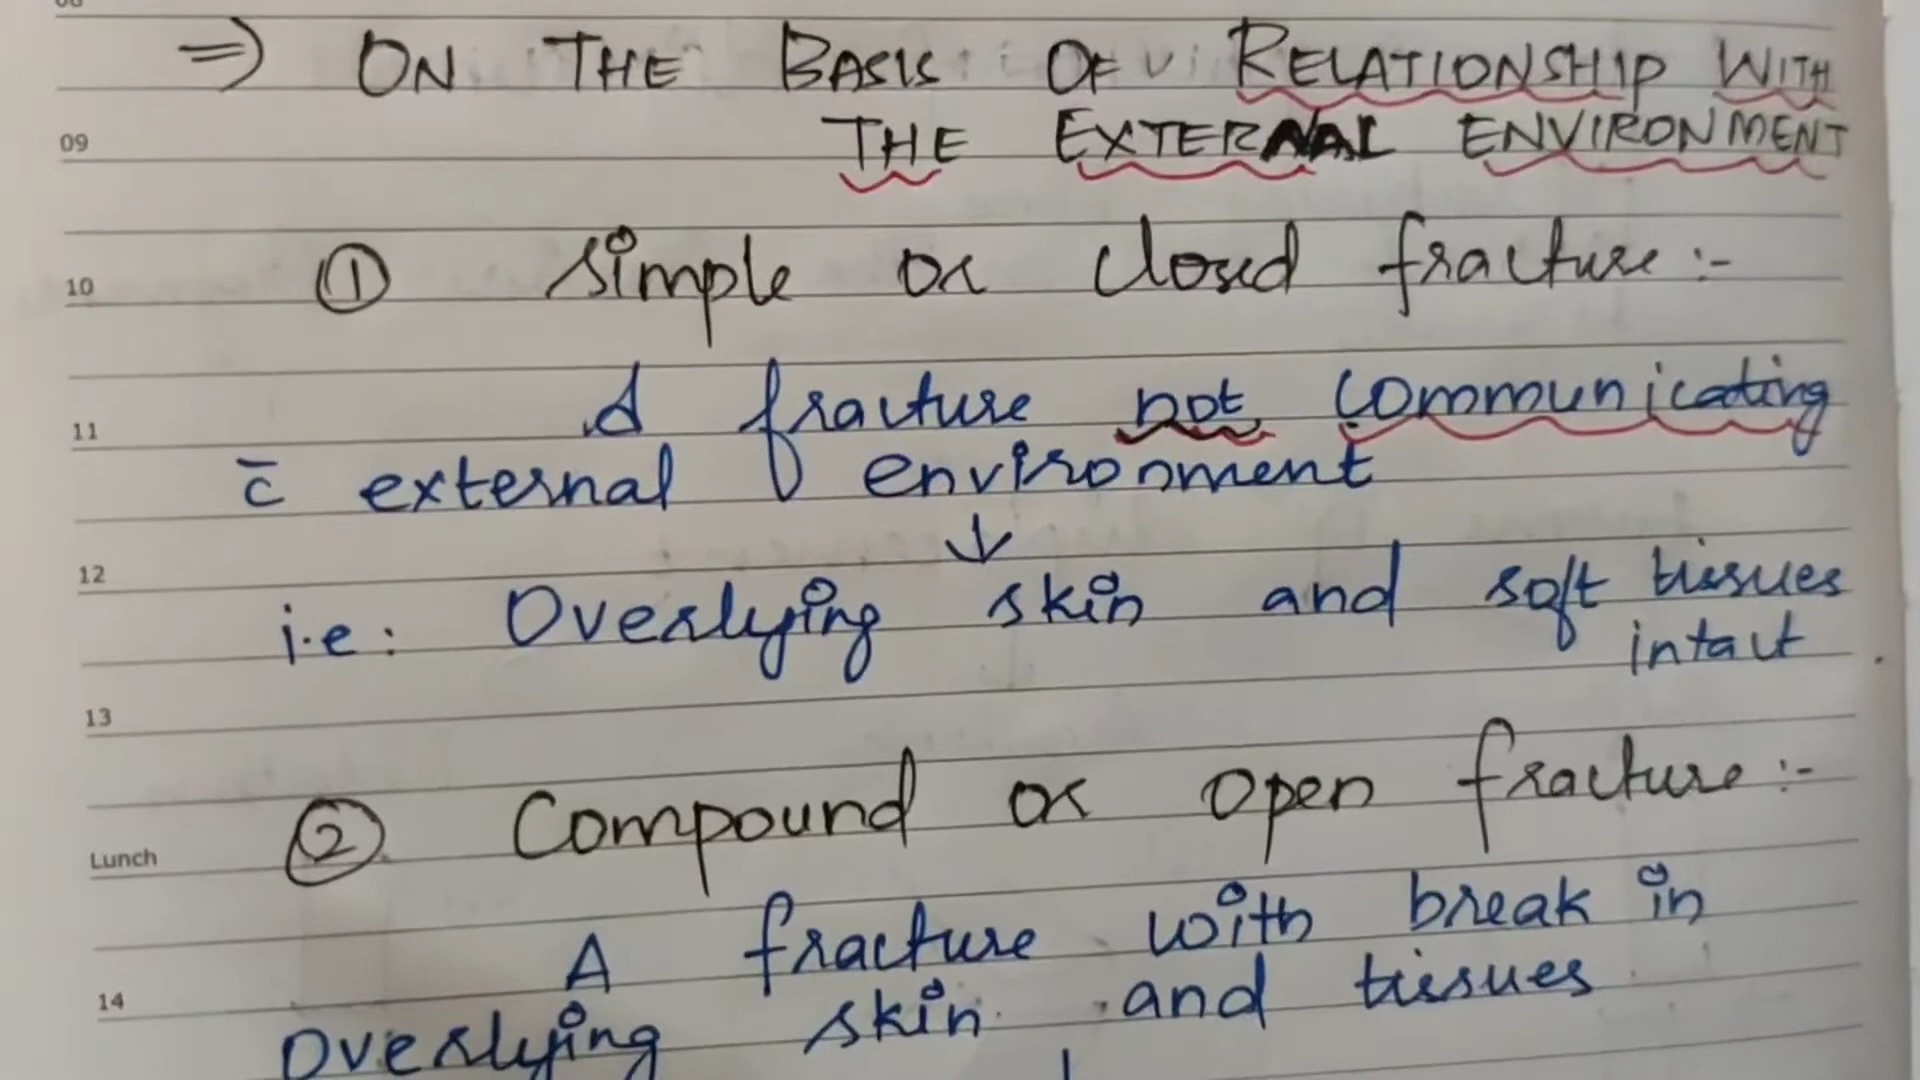 ⇒ ON THE BASIS OF RELATIONSHIP WITH
THE EXTERNAL ENVIRONMENT
09
10 ① Simple or closed fracture:-
11 A fracture not communicating
c̄ external environment
↓
12
i.e: Overlying skin and soft tissues
intact
13
② Compound or open fracture:-
Lunch
A fracture with break in
14
Overlying skin and tissues